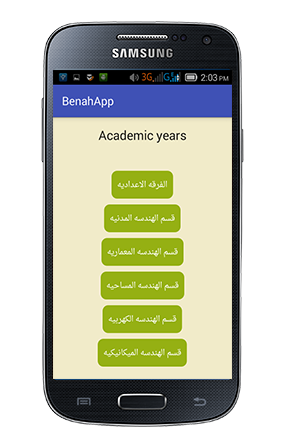 SAMSUNG
3G G 2:03 PM
BenahApp
Academic years
الفرقه الاعداديه
قسم الهندسه المدنيه
قسم الهندسه المعماريه
قسم الهندسه المساحيه
قسم الهندسه الكهربيه
قسم الهندسه الميكانيكيه